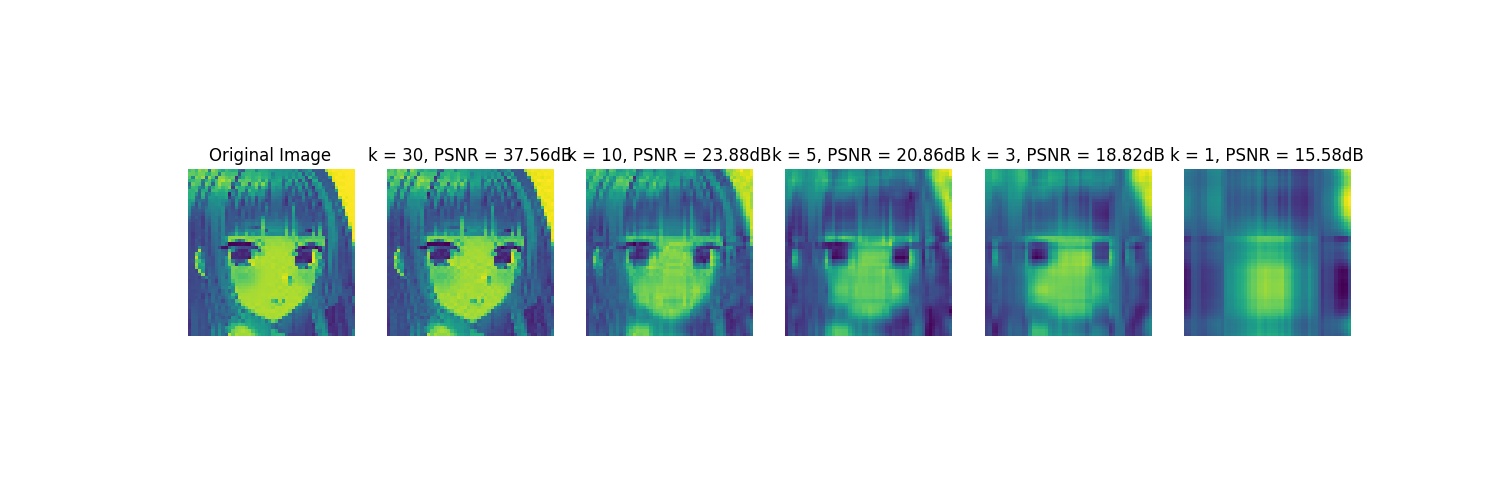 Original Image
k = 30, PSNR = 37.56dB
k = 10, PSNR = 23.88dB
k = 5, PSNR = 20.86dB
k = 3, PSNR = 18.82dB
k = 1, PSNR = 15.58dB